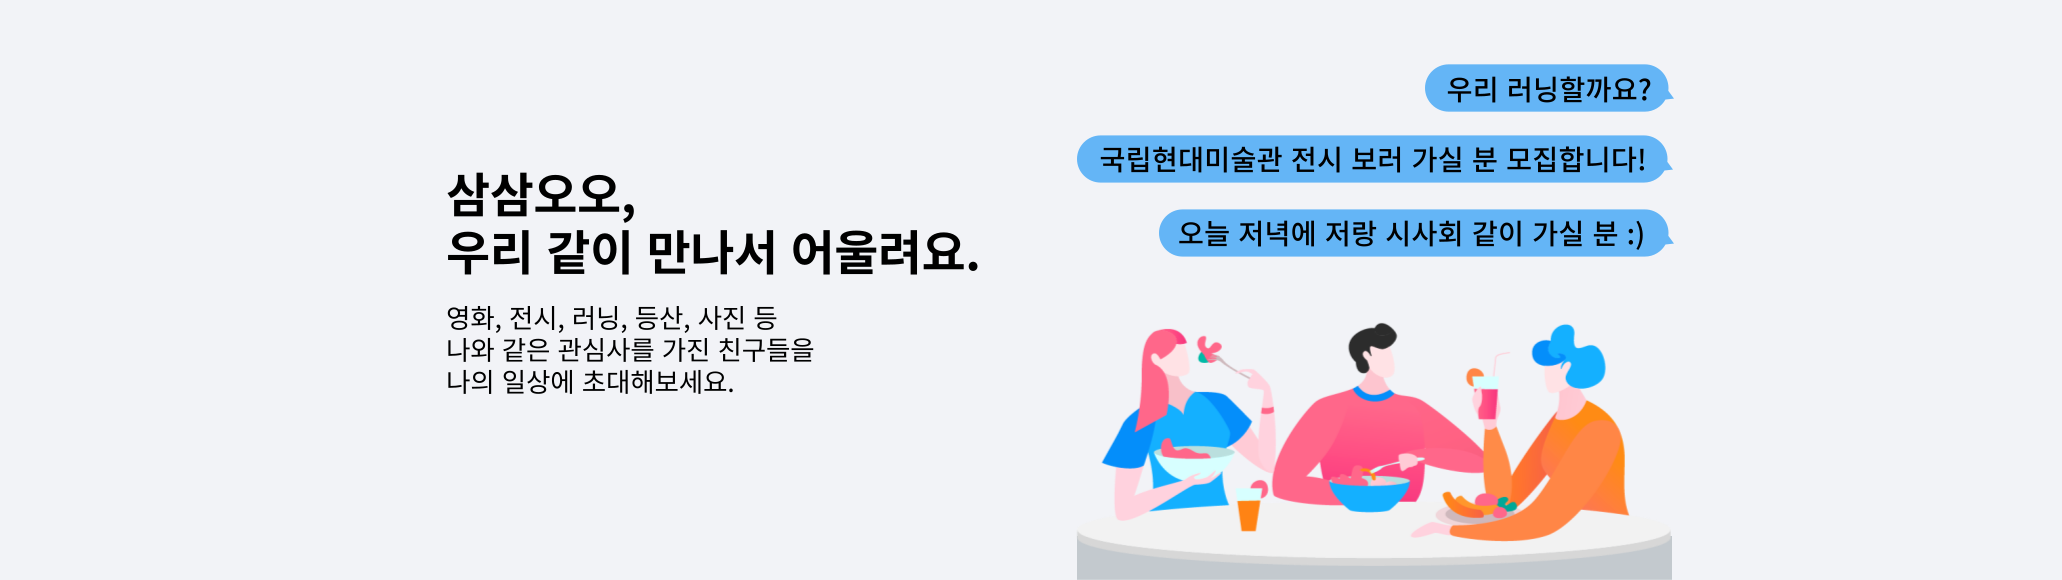 삼삼오오,
우리 같이 만나서 어울려요.
영화, 전시, 러닝, 등산, 사진 등
나와 같은 관심사를 가진 친구들을
나의 일상에 초대해보세요.
우리 러닝할까요?
국립현대미술관 전시 보러 가실 분 모집합니다!
오늘 저녁에 저랑 시사회 같이 가실 분 :)